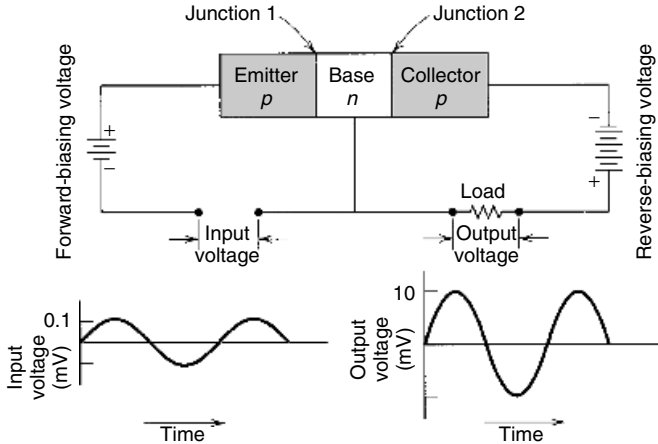 Junction 1
Junction 2
Emitter
Base
Collector
p
n
p
Forward-biasing voltage
+
−
−
+
Reverse-biasing voltage
Load
Input
voltage
Output
voltage
0.1
Input
voltage
(mV)
Time
10
Output
voltage
(mV)
Time